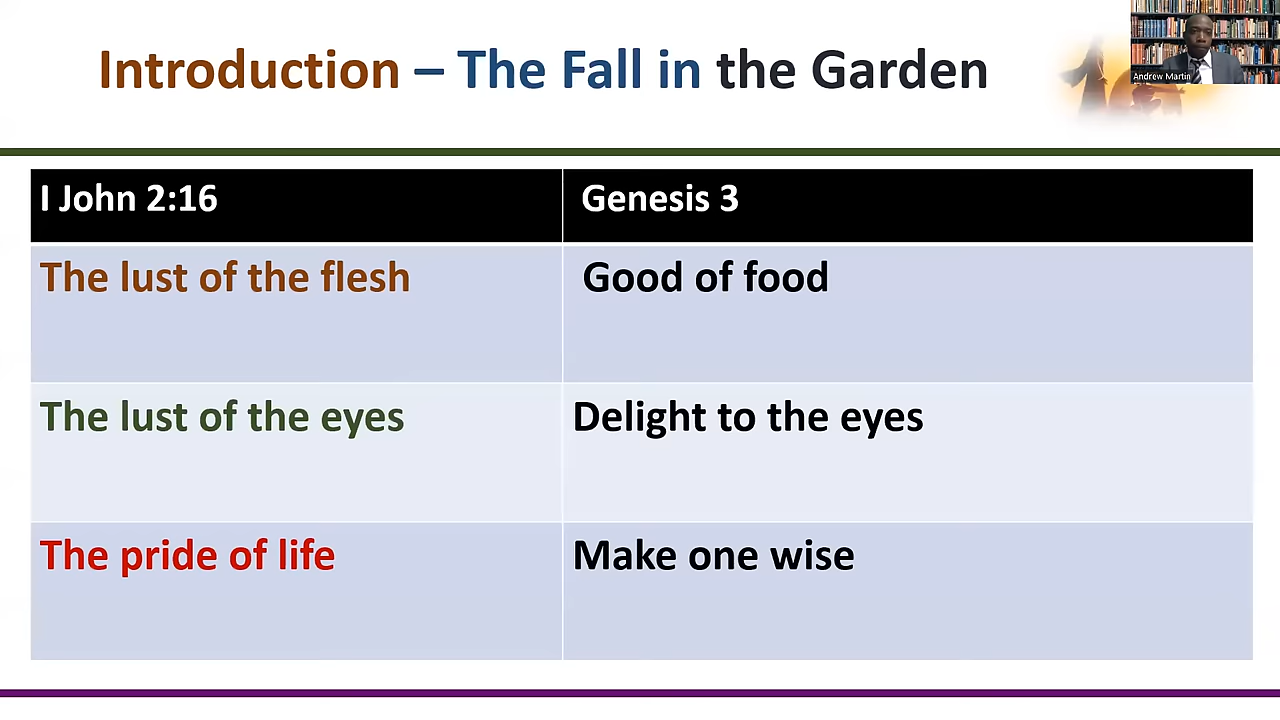 Introduction – The Fall in the Garden
Andrew Martin
I John 2:16
Genesis 3
The lust of the flesh
Good of food
The lust of the eyes
Delight to the eyes
The pride of life
Make one wise